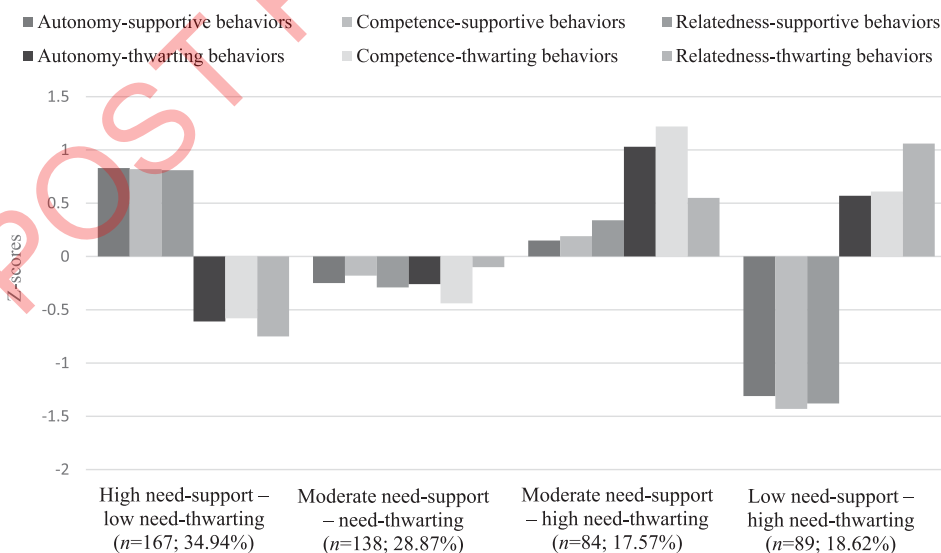 Autonomy-supportive behaviors Competence-supportive behaviors Relatedness-supportive behaviors
Autonomy-thwarting behaviors Competence-thwarting behaviors Relatedness-thwarting behaviors
POST
1.5
1
0.5
0
-0.5
-1
-1.5
-2
Z-scores
High need-support –
low need-thwarting
(n=167; 34.94%)
Moderate need-support
– need-thwarting
(n=138; 28.87%)
Moderate need-support
– high need-thwarting
(n=84; 17.57%)
Low need-support –
high need-thwarting
(n=89; 18.62%)